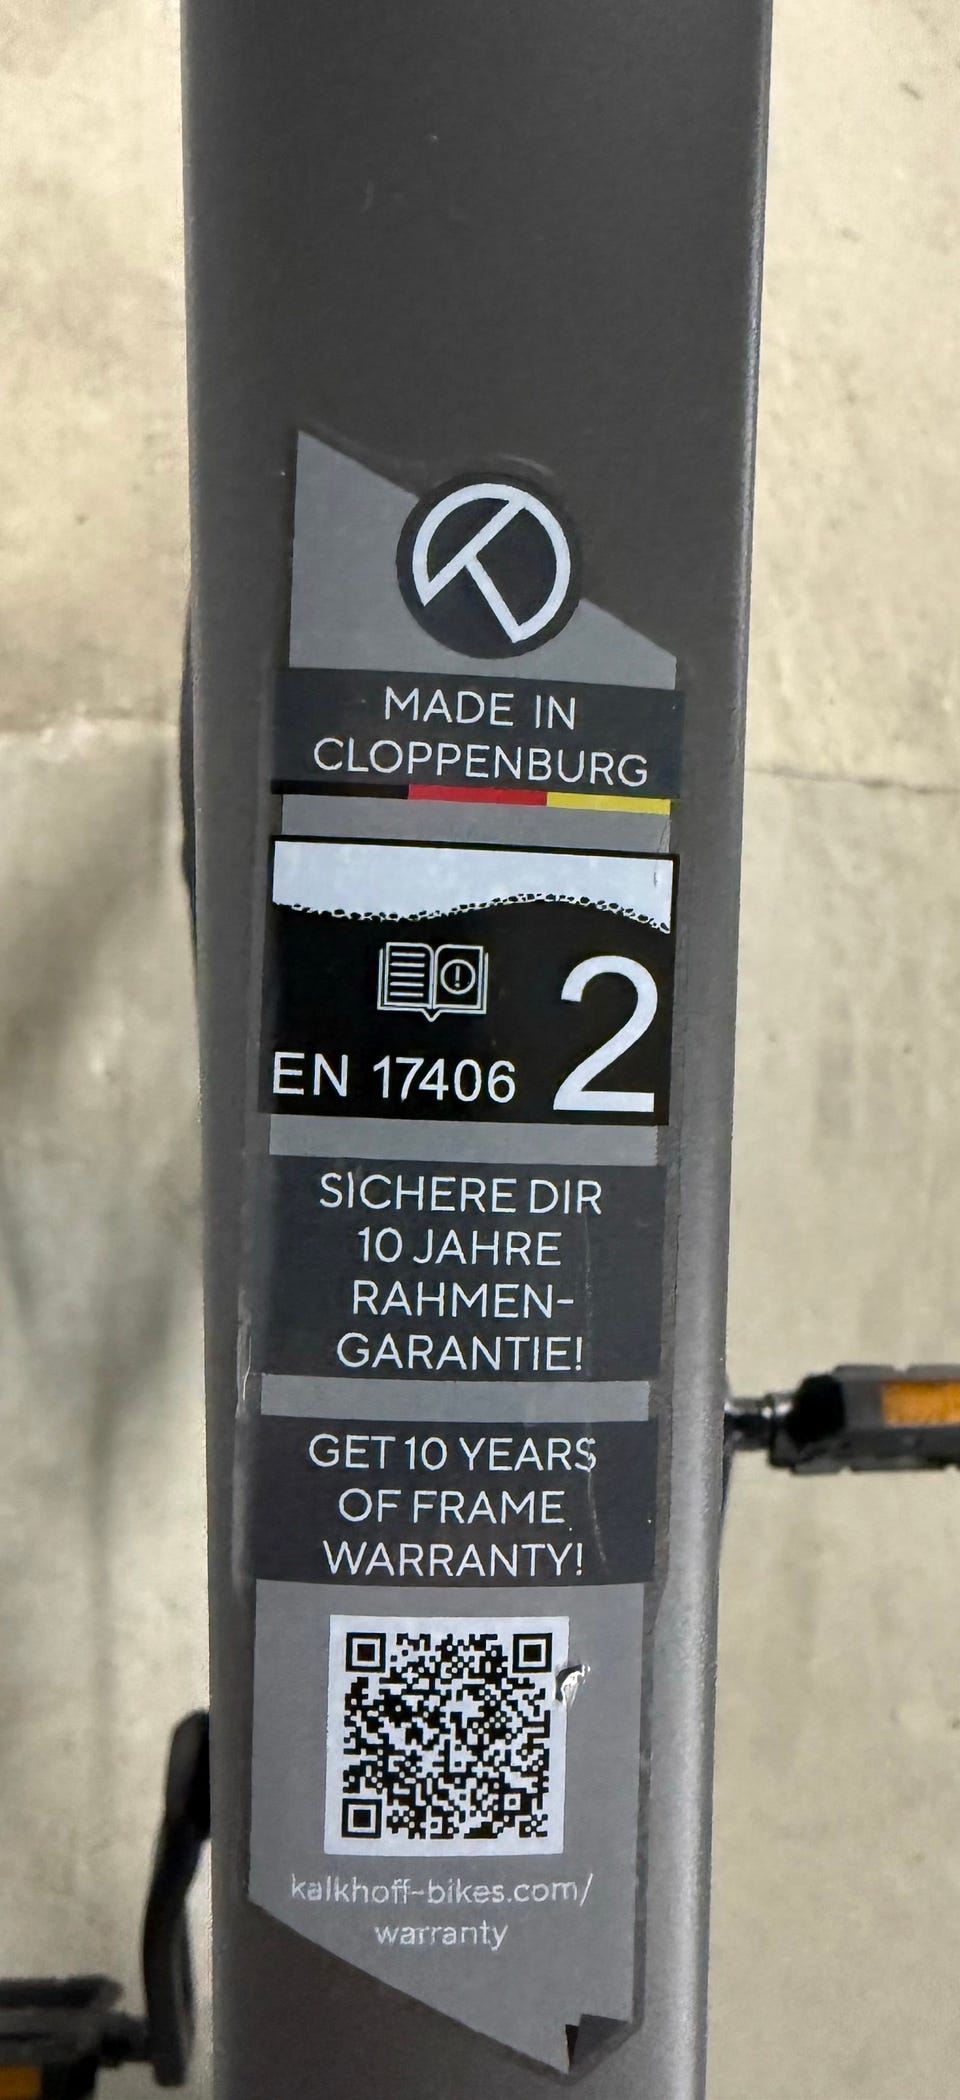 MADE IN
CLOPPENBURG
EN 17406 2
SICHERE DIR
10 JAHRE
RAHMEN-
GARANTIE!
GET 10 YEARS
OF FRAME
WARRANTY!
kalkhoff-bikes.com/
warranty